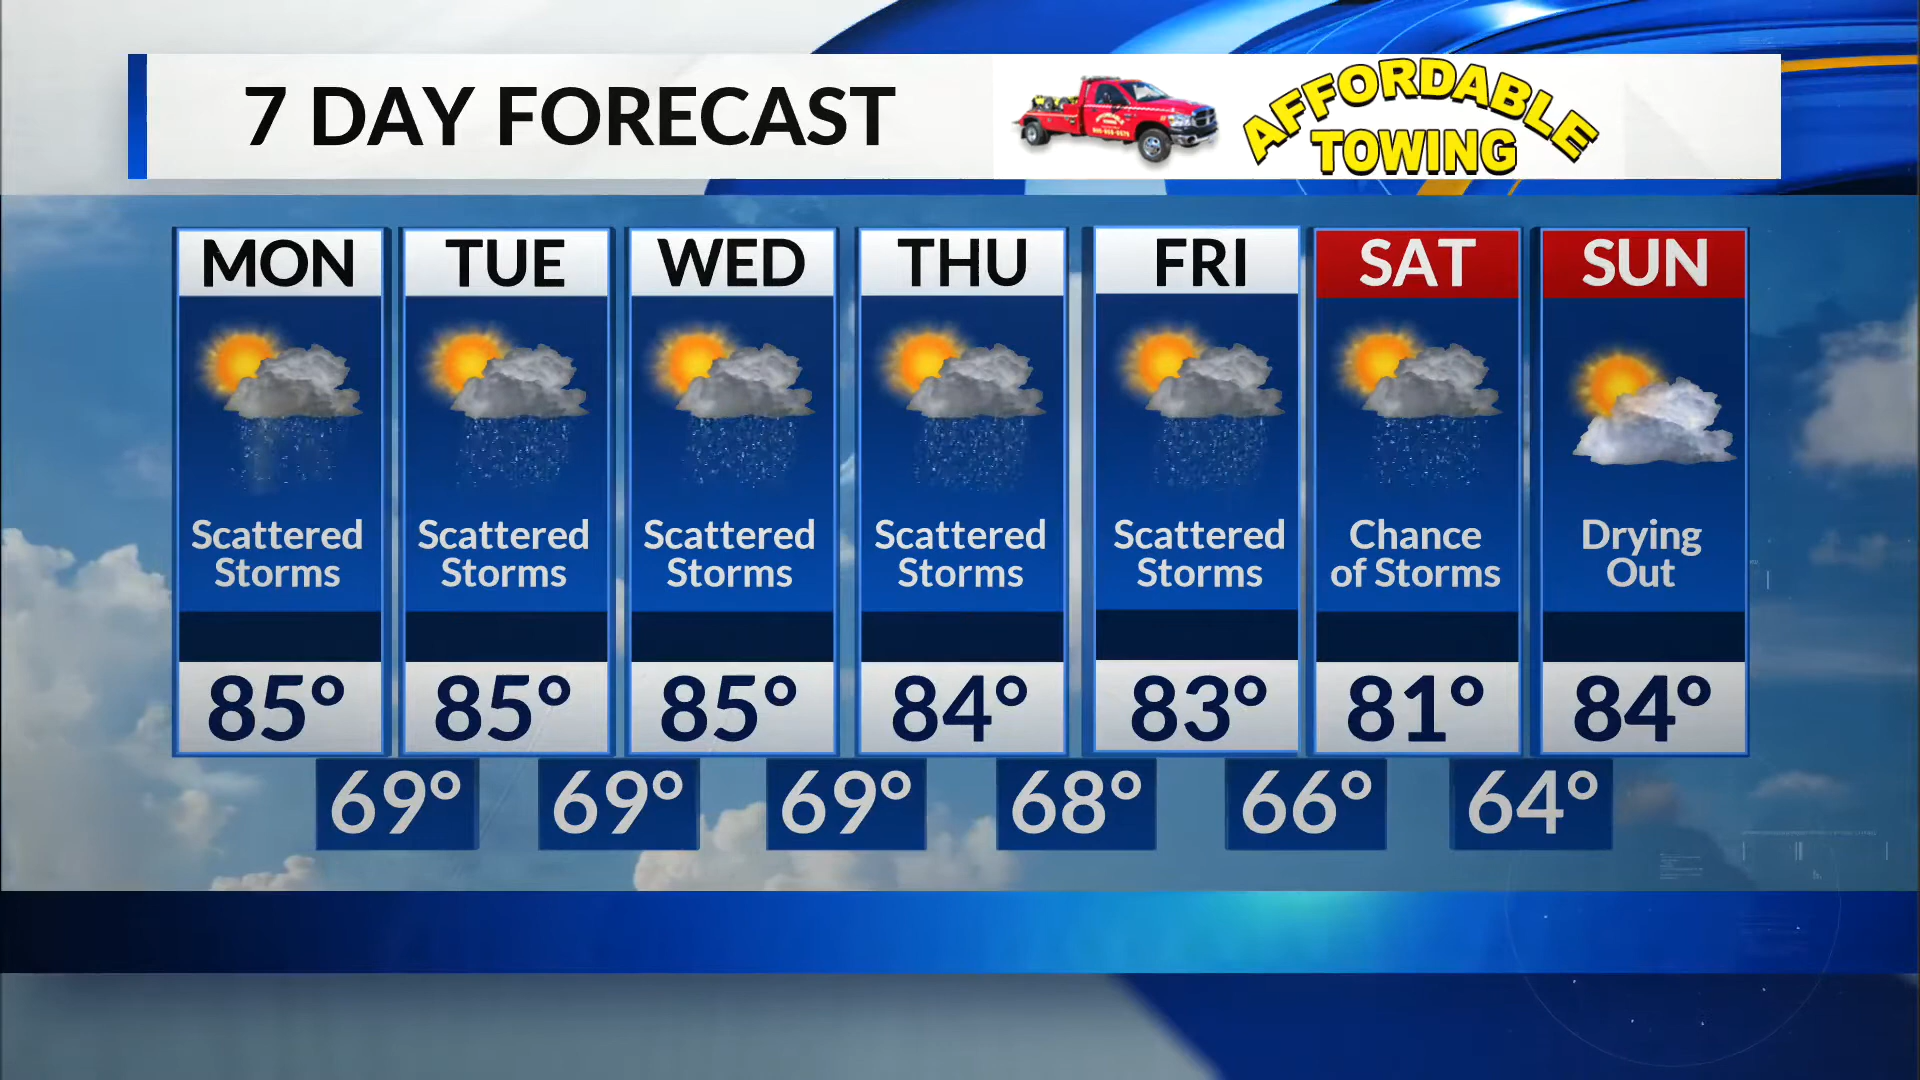 7 DAY FORECAST
AFFORDABLE
TOWING
MON
TUE
WED
THU
FRI
SAT
SUN
Scattered
Storms
Scattered
Storms
Scattered
Storms
Scattered
Storms
Scattered
Storms
Chance
of Storms
Drying
Out
85°
85°
85°
84°
83°
81°
84°
69°
69°
69°
68°
66°
64°